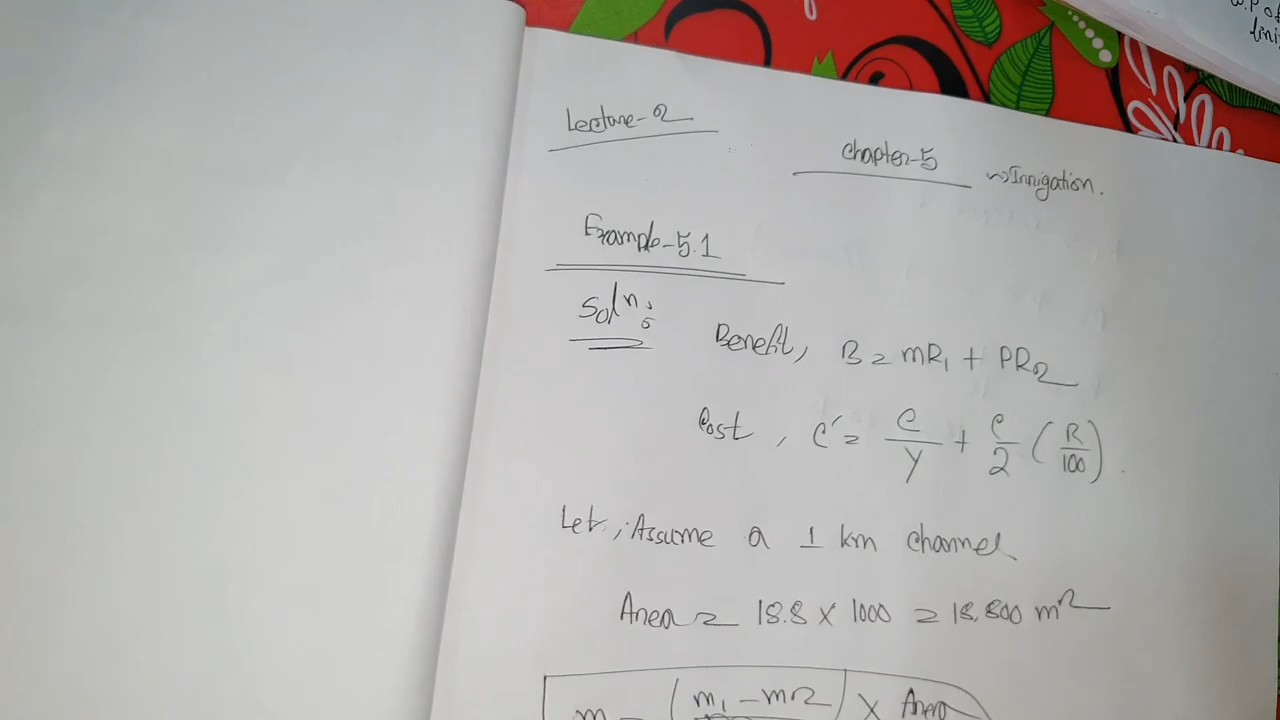 W.P of
Lecture-2
Chapter-5 → Irrigation.
Example-5.1
Solⁿ:
Benefit, B = mR₁ + PR₂
Cost, C' = C/Y + C/2 (R/100).
Let, Assume a 1 km channel
Area = 18.8 × 1000 = 18,800 m²
m = (m₁ - m₂) × Area